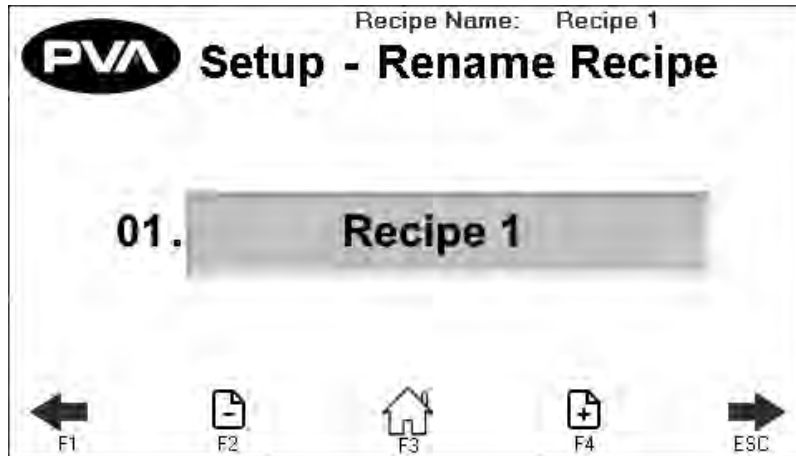 Recipe Name: Recipe 1
PVA Setup - Rename Recipe
01. Recipe 1
- +
F1 F2 F3 F4 ESC